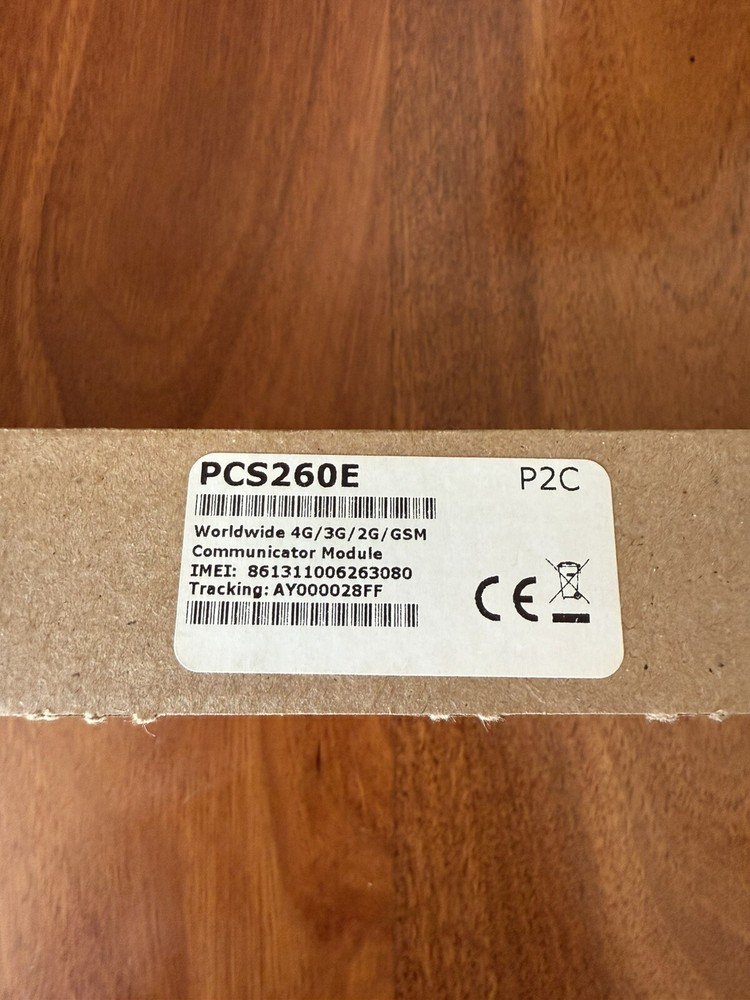 PCS260E P2C
Worldwide 4G/3G/2G/GSM
Communicator Module
IMEI: 861311006263080
Tracking: AY000028FF
CE